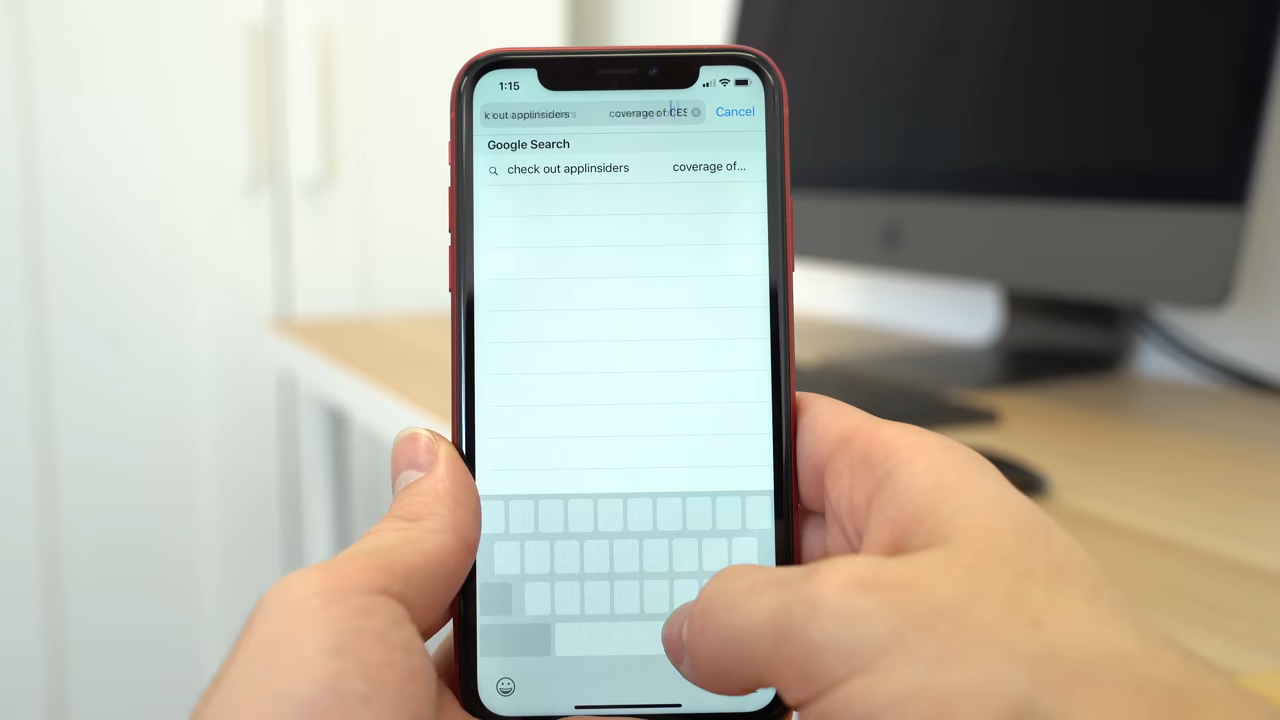 1:15
k out applinsiders coverage of CES Cancel
Google Search
check out applinsiders coverage of...